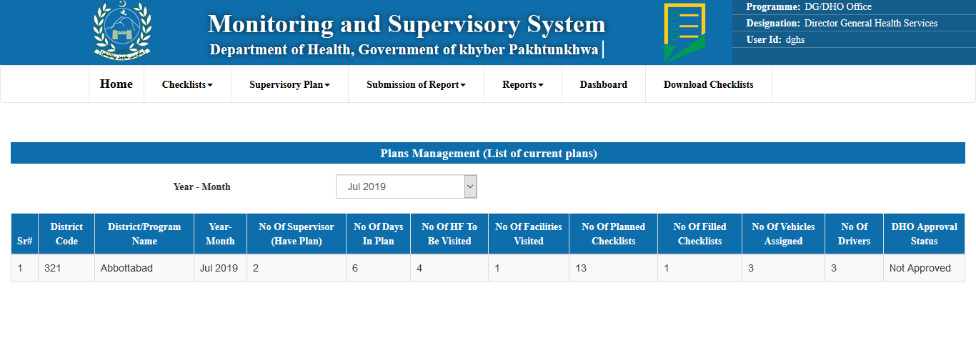 Monitoring and Supervisory System
Department of Health, Government of khyber Pakhtunkhwa
Programme: DG/DHO Office
Designation: Director General Health Services
User Id: dghs
Home Checklists Supervisory Plan Submission of Report Reports Dashboard Download Checklists
Plans Management (List of current plans)
Year - Month Jul 2019
Sr# District Code District/Program Name Year-Month No Of Supervisor (Have Plan) No Of Days In Plan No Of HF To Be Visited No Of Facilities Visited No Of Planned Checklists No Of Filled Checklists No Of Vehicles Assigned No Of Drivers DHO Approval Status
1 321 Abbottabad Jul 2019 2 6 4 1 13 1 3 3 Not Approved